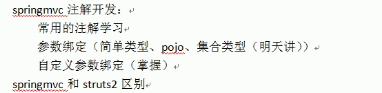 springmvc 注解开发：
常用的注解学习
参数绑定（简单类型、pojo、集合类型（明天讲））
自定义参数绑定（掌握）
springmvc 和 struts2 区别